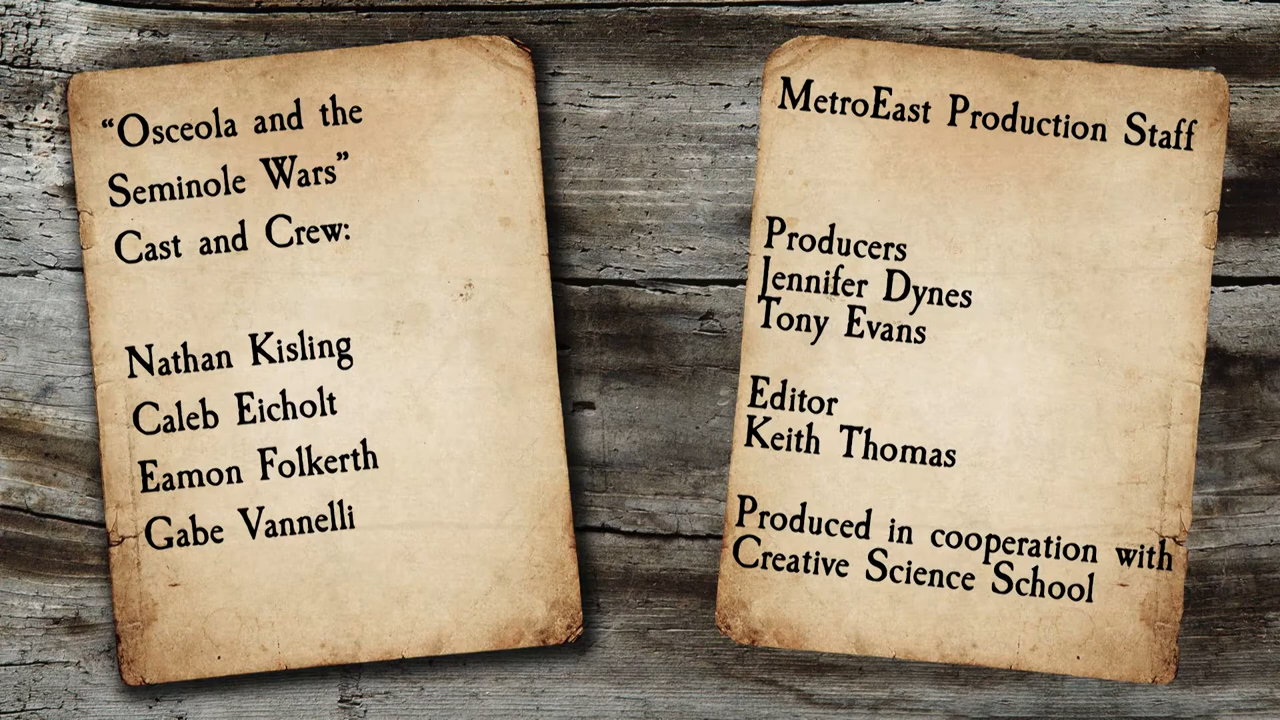 “Osceola and the
Seminole Wars”
Cast and Crew:
Nathan Kisling
Caleb Eicholt
Eamon Folkerth
Gabe Vannelli
MetroEast Production Staff
Producers
Jennifer Dynes
Tony Evans
Editor
Keith Thomas
Produced in cooperation with
Creative Science School